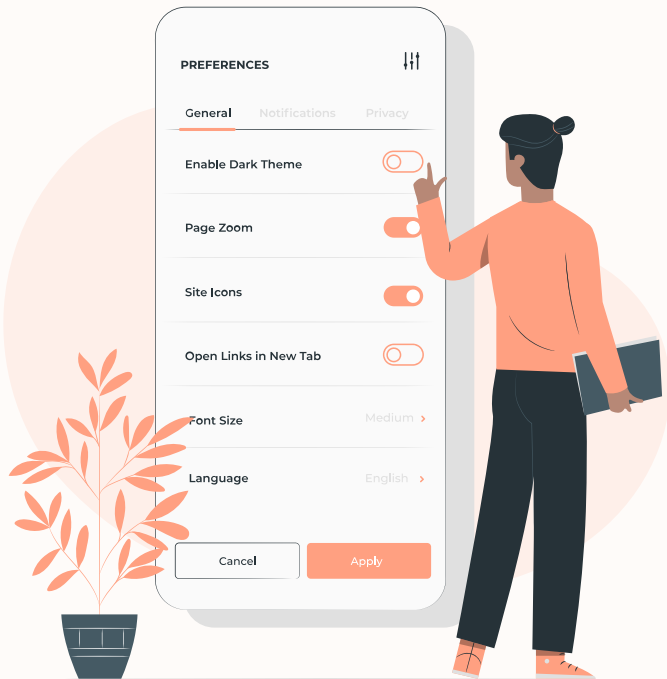 PREFERENCES
General Notifications Privacy
Enable Dark Theme
Page Zoom
Site Icons
Open Links in New Tab
Font Size Medium >
Language English >
Cancel Apply